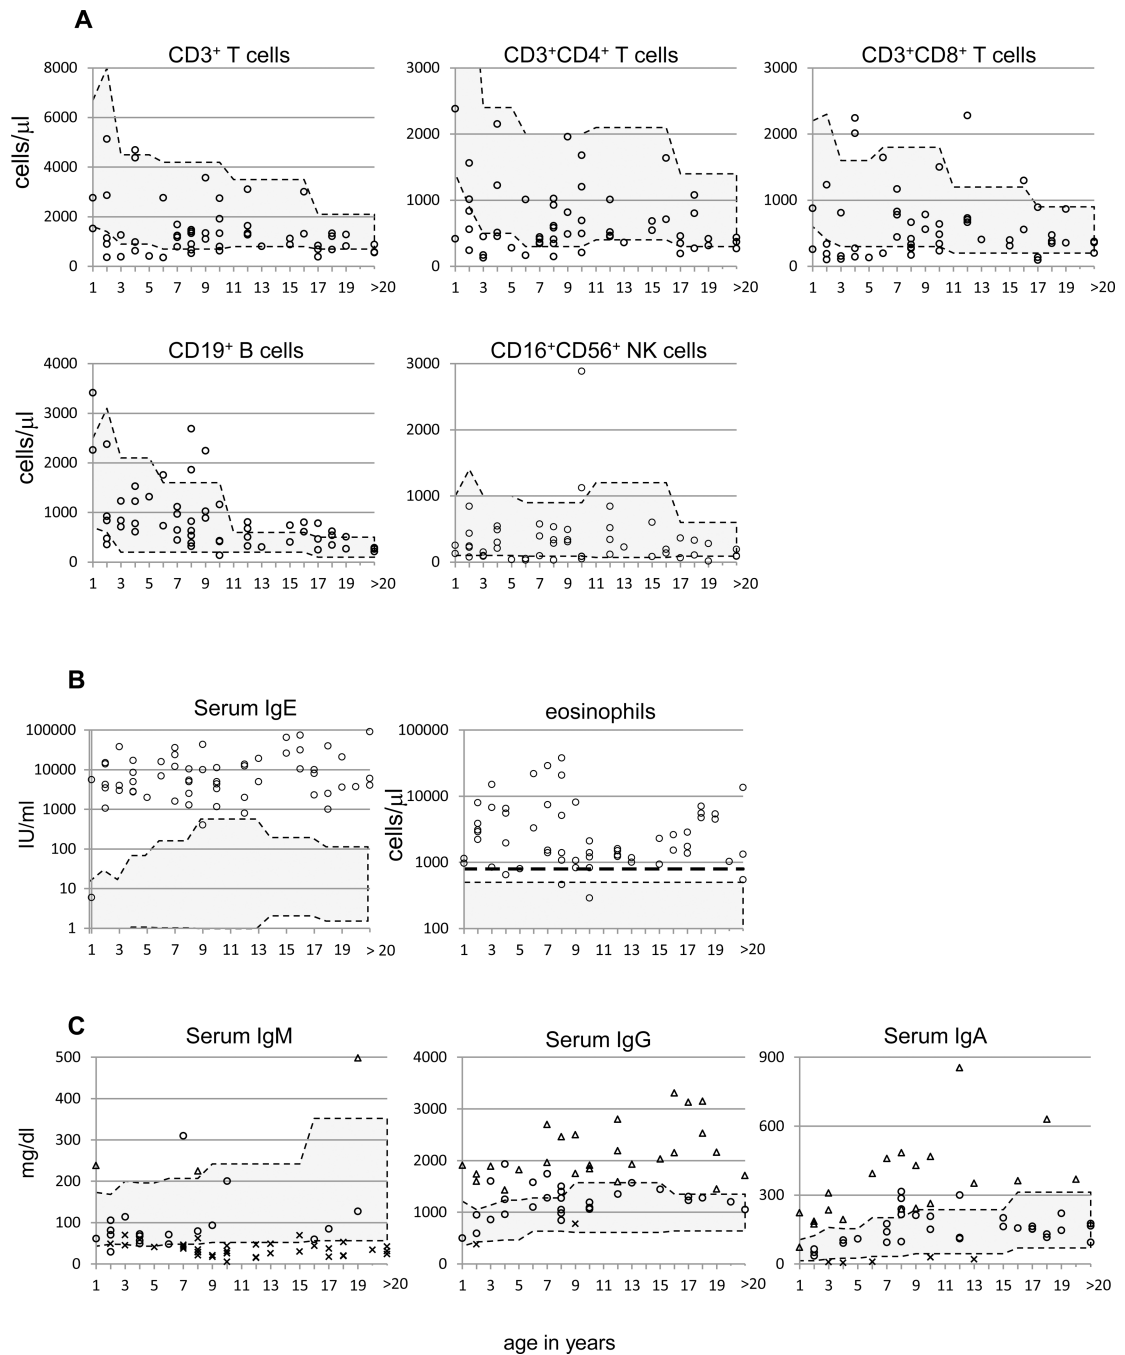 A
CD3⁺ T cells
CD3⁺CD4⁺ T cells
CD3⁺CD8⁺ T cells
cells/µl
8000
6000
4000
2000
0
1 3 5 7 9 11 13 15 17 19 >20
3000
2000
1000
0
1 3 5 7 9 11 13 15 17 19 >20
3000
2000
1000
0
1 3 5 7 9 11 13 15 17 19 >20
CD19⁺ B cells
CD16⁺CD56⁺ NK cells
cells/µl
4000
3000
2000
1000
0
1 3 5 7 9 11 13 15 17 19 >20
3000
2000
1000
0
1 3 5 7 9 11 13 15 17 19 >20
B
Serum IgE
eosinophils
IU/ml
100000
10000
1000
100
10
1
1 3 5 7 9 11 13 15 17 19 > 20
cells/µl
100000
10000
1000
100
1 3 5 7 9 11 13 15 17 19 >20
C
Serum IgM
Serum IgG
Serum IgA
mg/dl
500
400
300
200
100
0
1 3 5 7 9 11 13 15 17 19 >20
4000
3000
2000
1000
0
1 3 5 7 9 11 13 15 17 19 >20
900
600
300
0
1 3 5 7 9 11 13 15 17 19 >20
age in years